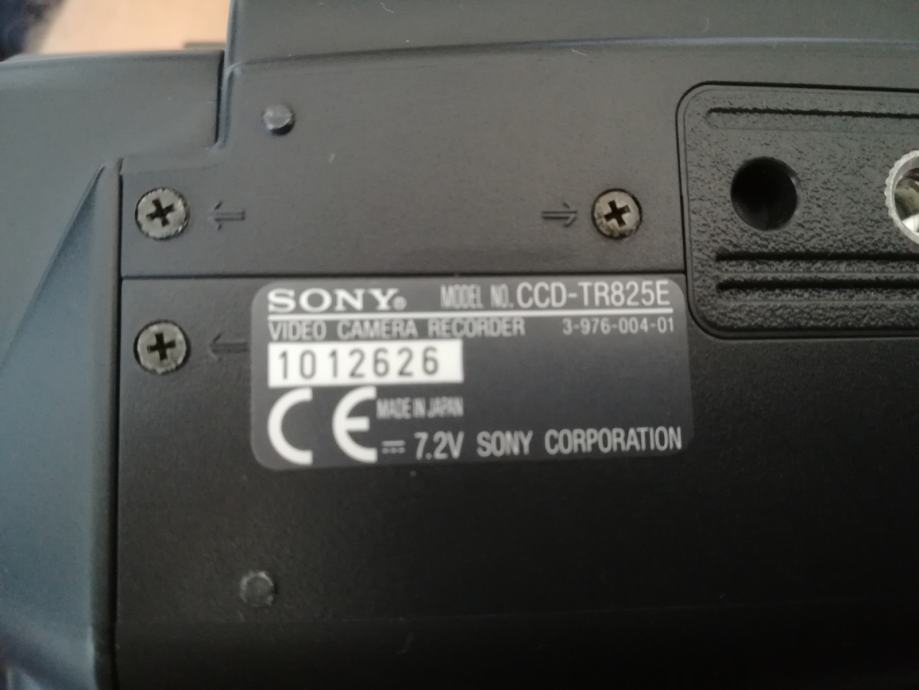 SONY® MODEL NO. CCD-TR825E
VIDEO CAMERA RECORDER 3-976-004-01
1012626
CE MADE IN JAPAN
⎓ 7.2V SONY CORPORATION